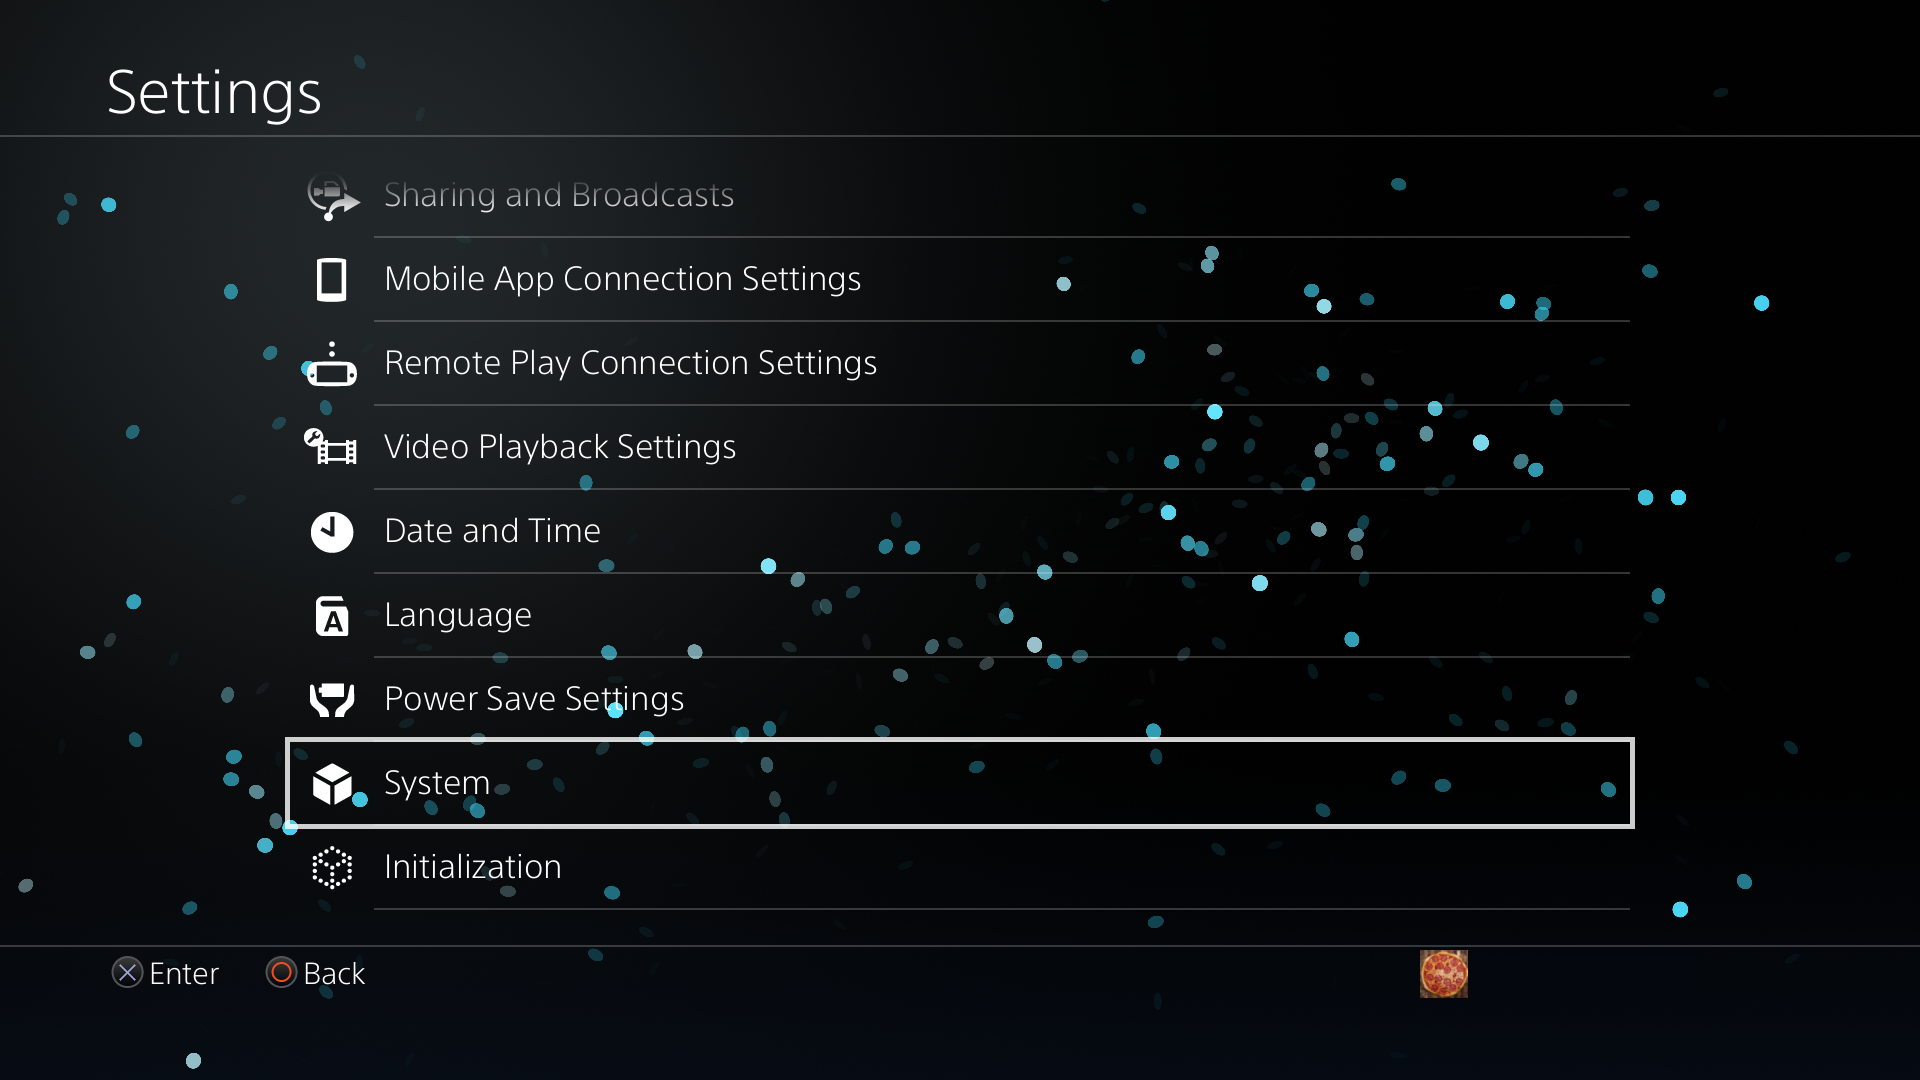 Settings
Sharing and Broadcasts
Mobile App Connection Settings
Remote Play Connection Settings
Video Playback Settings
Date and Time
Language
Power Save Settings
System
Initialization
Enter
Back